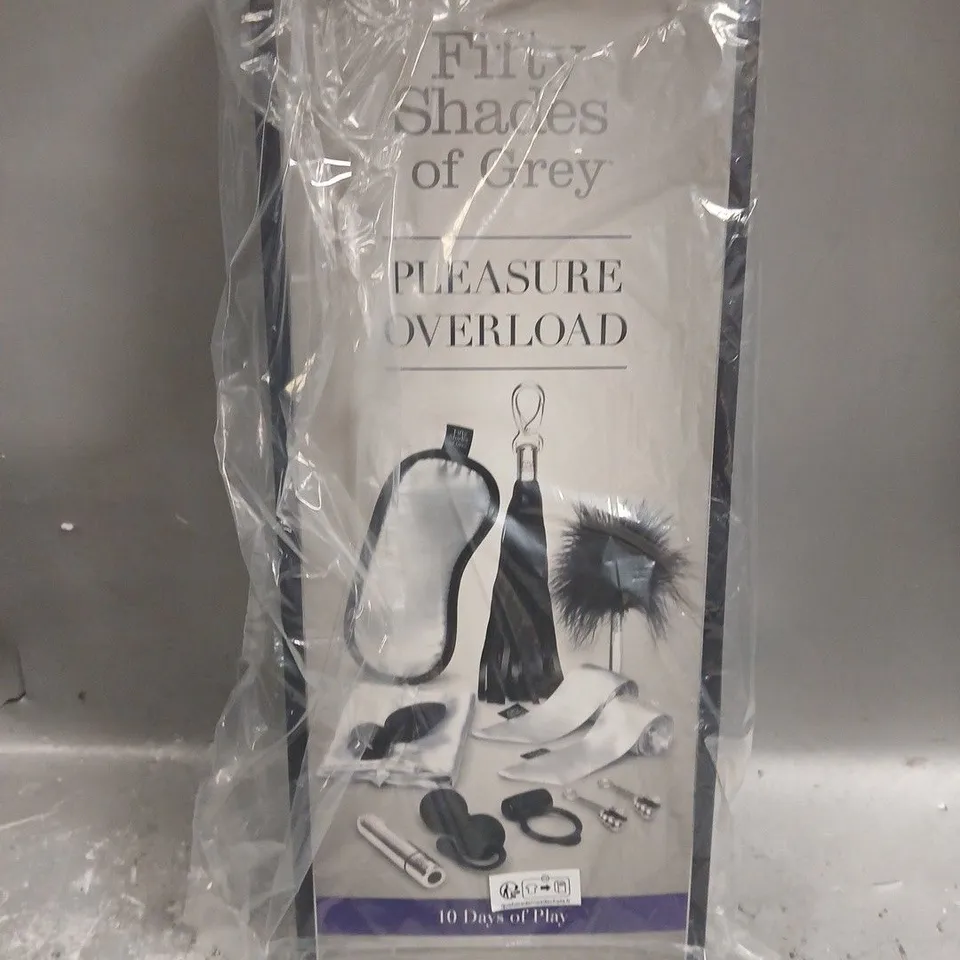 Fifty
Shades
of Grey
PLEASURE
OVERLOAD
10 Days of Play